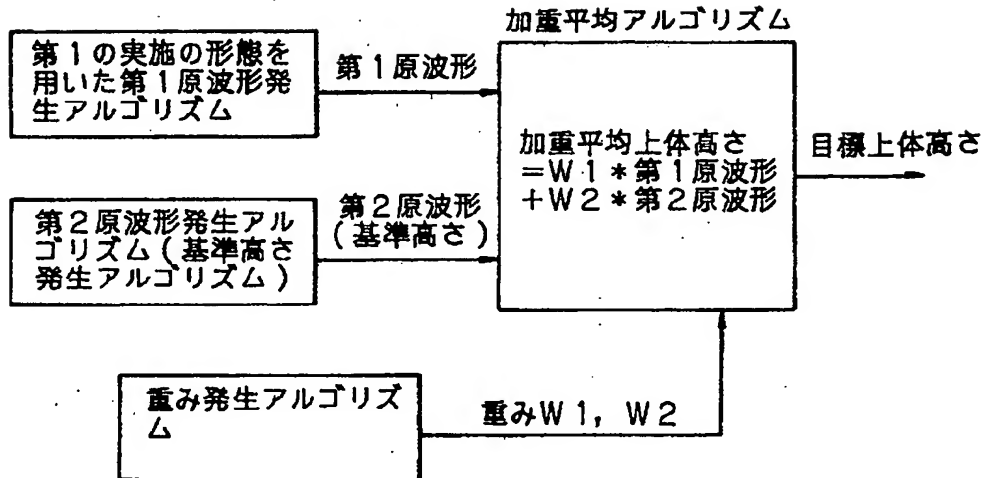 加重平均アルゴリズム
第1の実施の形態を
用いた第1原波形発
生アルゴリズム
第1原波形
加重平均上体高さ
=W1*第1原波形
+W2*第2原波形
目標上体高さ
第2原波形発生アル
ゴリズム(基準高さ
発生アルゴリズム)
第2原波形
(基準高さ)
重み発生アルゴリズ
ム
重みW1, W2